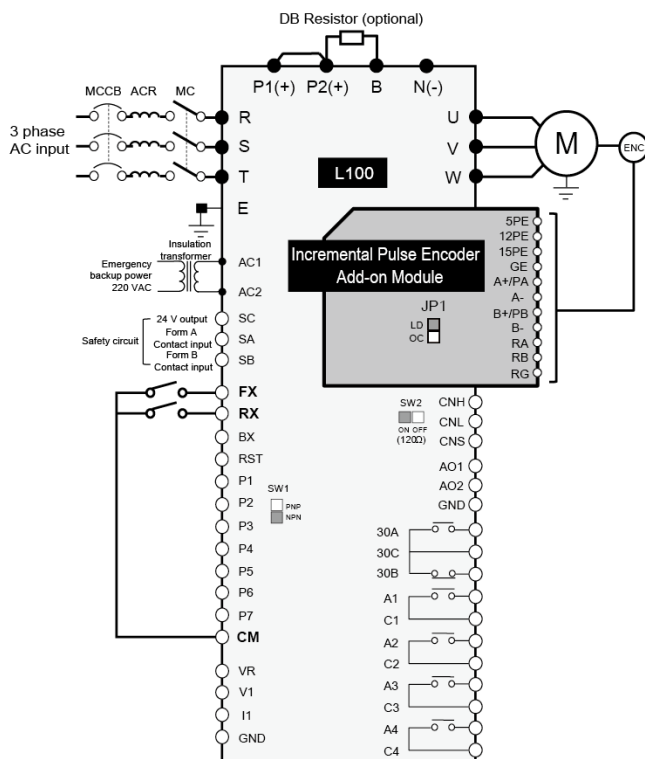 DB Resistor (optional)
P1(+)
P2(+)
B
N(-)
MCCB
ACR
MC
3 phase
AC input
R
S
T
E
U
V
W
M
ENC
L100
Insulation
transformer
Emergency
backup power
220 VAC
AC1
AC2
Incremental Pulse Encoder
Add-on Module
JP1
LD
OC
5PE
12PE
15PE
GE
A+/PA
A-
B+/PB
B-
RA
RB
RG
Safety circuit
24 V output
Form A
Contact input
Form B
Contact input
SC
SA
SB
FX
RX
BX
RST
P1
P2
P3
P4
P5
P6
P7
CM
VR
V1
I1
GND
SW1
PNP
NPN
SW2
ON OFF
(120Ω)
CNH
CNL
CNS
AO1
AO2
GND
30A
30C
30B
A1
C1
A2
C2
A3
C3
A4
C4